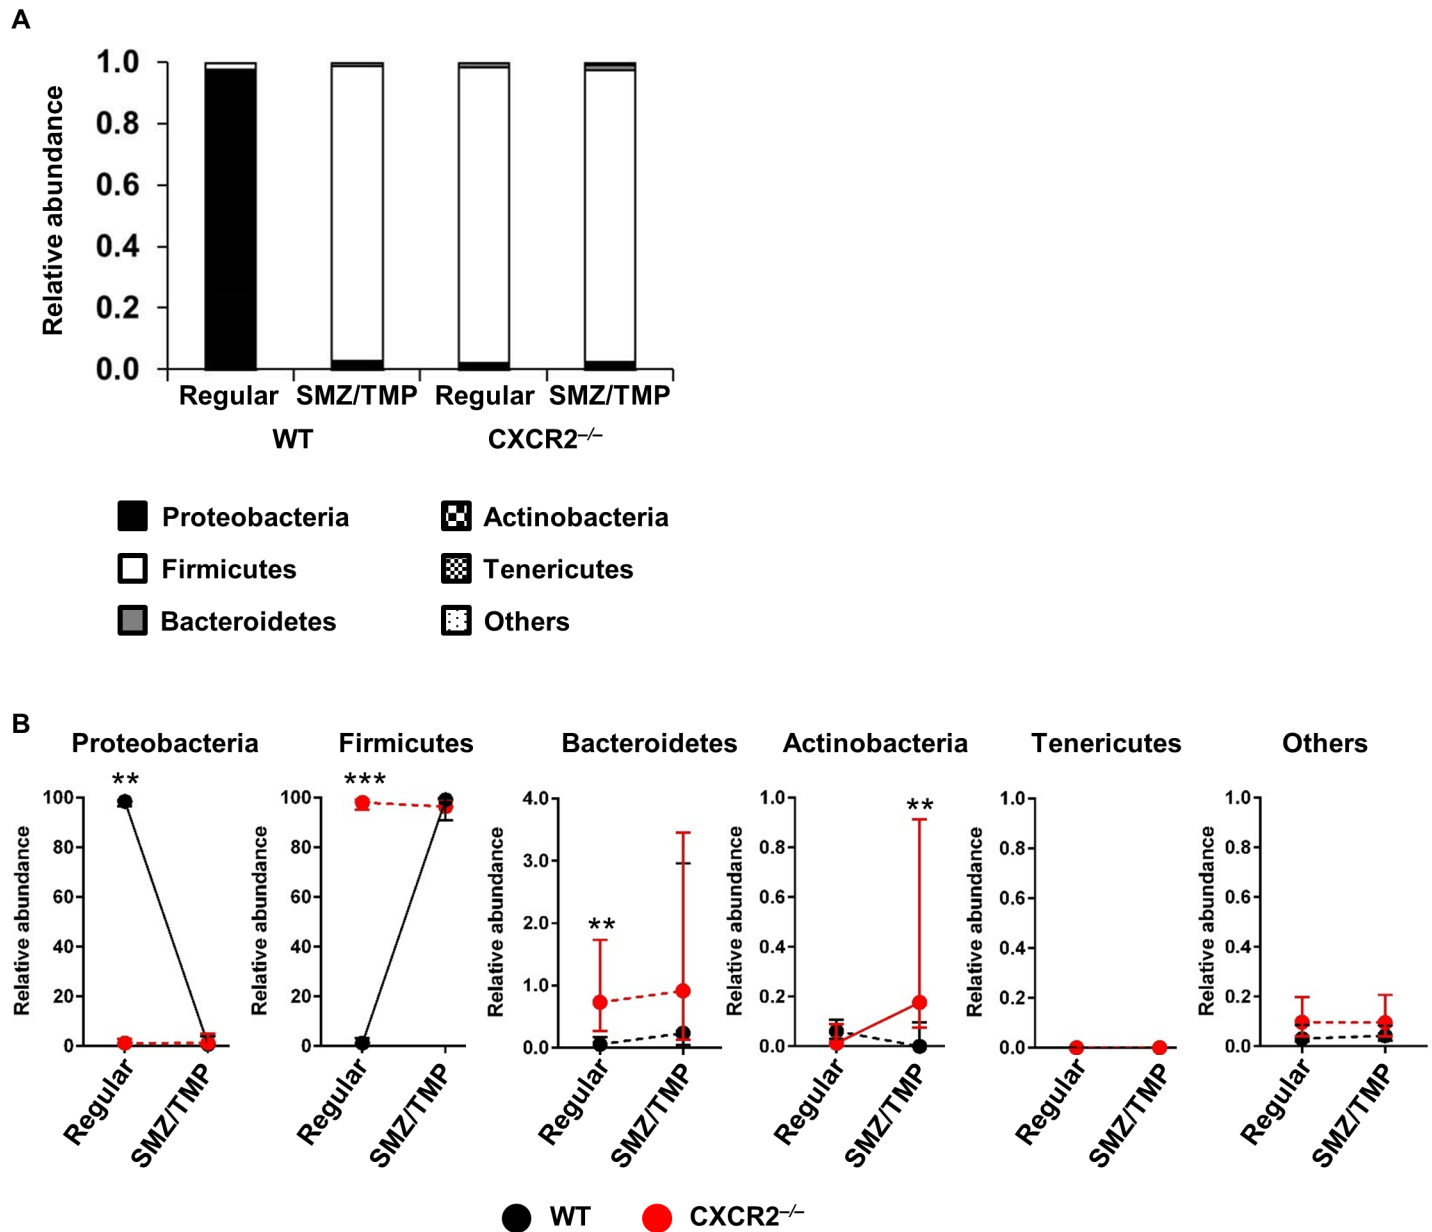 A
Relative abundance
1.0
0.8
0.6
0.4
0.2
0.0
Regular SMZ/TMP Regular SMZ/TMP
WT CXCR2–/–
Proteobacteria Actinobacteria
Firmicutes Tenericutes
Bacteroidetes Others
B
Proteobacteria
**
Relative abundance
100
80
60
40
20
0
Regular
SMZ/TMP
Firmicutes
***
Relative abundance
100
80
60
40
20
0
Regular
SMZ/TMP
Bacteroidetes
**
Relative abundance
4.0
3.0
2.0
1.0
0.0
Regular
SMZ/TMP
Actinobacteria
**
Relative abundance
1.0
0.8
0.6
0.4
0.2
0.0
Regular
SMZ/TMP
Tenericutes
Relative abundance
1.0
0.8
0.6
0.4
0.2
0.0
Regular
SMZ/TMP
Others
Relative abundance
1.0
0.8
0.6
0.4
0.2
0.0
Regular
SMZ/TMP
WT CXCR2–/–